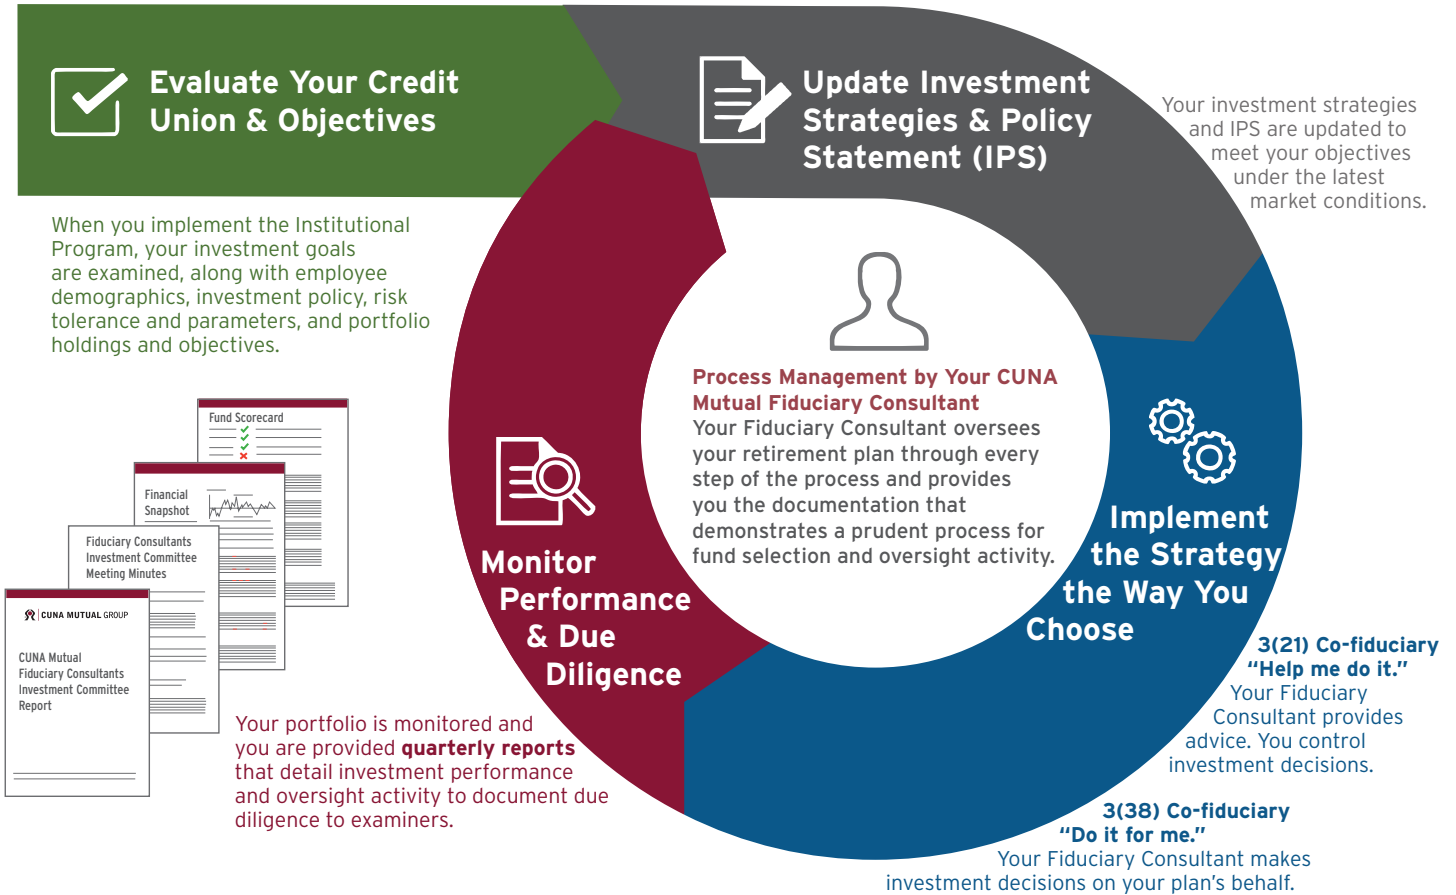 Evaluate Your Credit
Union & Objectives
When you implement the Institutional
Program, your investment goals
are examined, along with employee
demographics, investment policy, risk
tolerance and parameters, and portfolio
holdings and objectives.
Update Investment
Strategies & Policy
Statement (IPS)
Your investment strategies
and IPS are updated to
meet your objectives
under the latest
market conditions.
Process Management by Your CUNA
Mutual Fiduciary Consultant
Your Fiduciary Consultant oversees
your retirement plan through every
step of the process and provides
you the documentation that
demonstrates a prudent process for
fund selection and oversight activity.
Implement
the Strategy
the Way You
Choose
3(21) Co-fiduciary
“Help me do it.”
Your Fiduciary
Consultant provides
advice. You control
investment decisions.
3(38) Co-fiduciary
“Do it for me.”
Your Fiduciary Consultant makes
investment decisions on your plan’s behalf.
Monitor
Performance
& Due
Diligence
Your portfolio is monitored and
you are provided quarterly reports
that detail investment performance
and oversight activity to document due
diligence to examiners.
Fund Scorecard
Financial
Snapshot
Fiduciary Consultants
Investment Committee
Meeting Minutes
CUNA MUTUAL GROUP
CUNA Mutual
Fiduciary Consultants
Investment Committee
Report